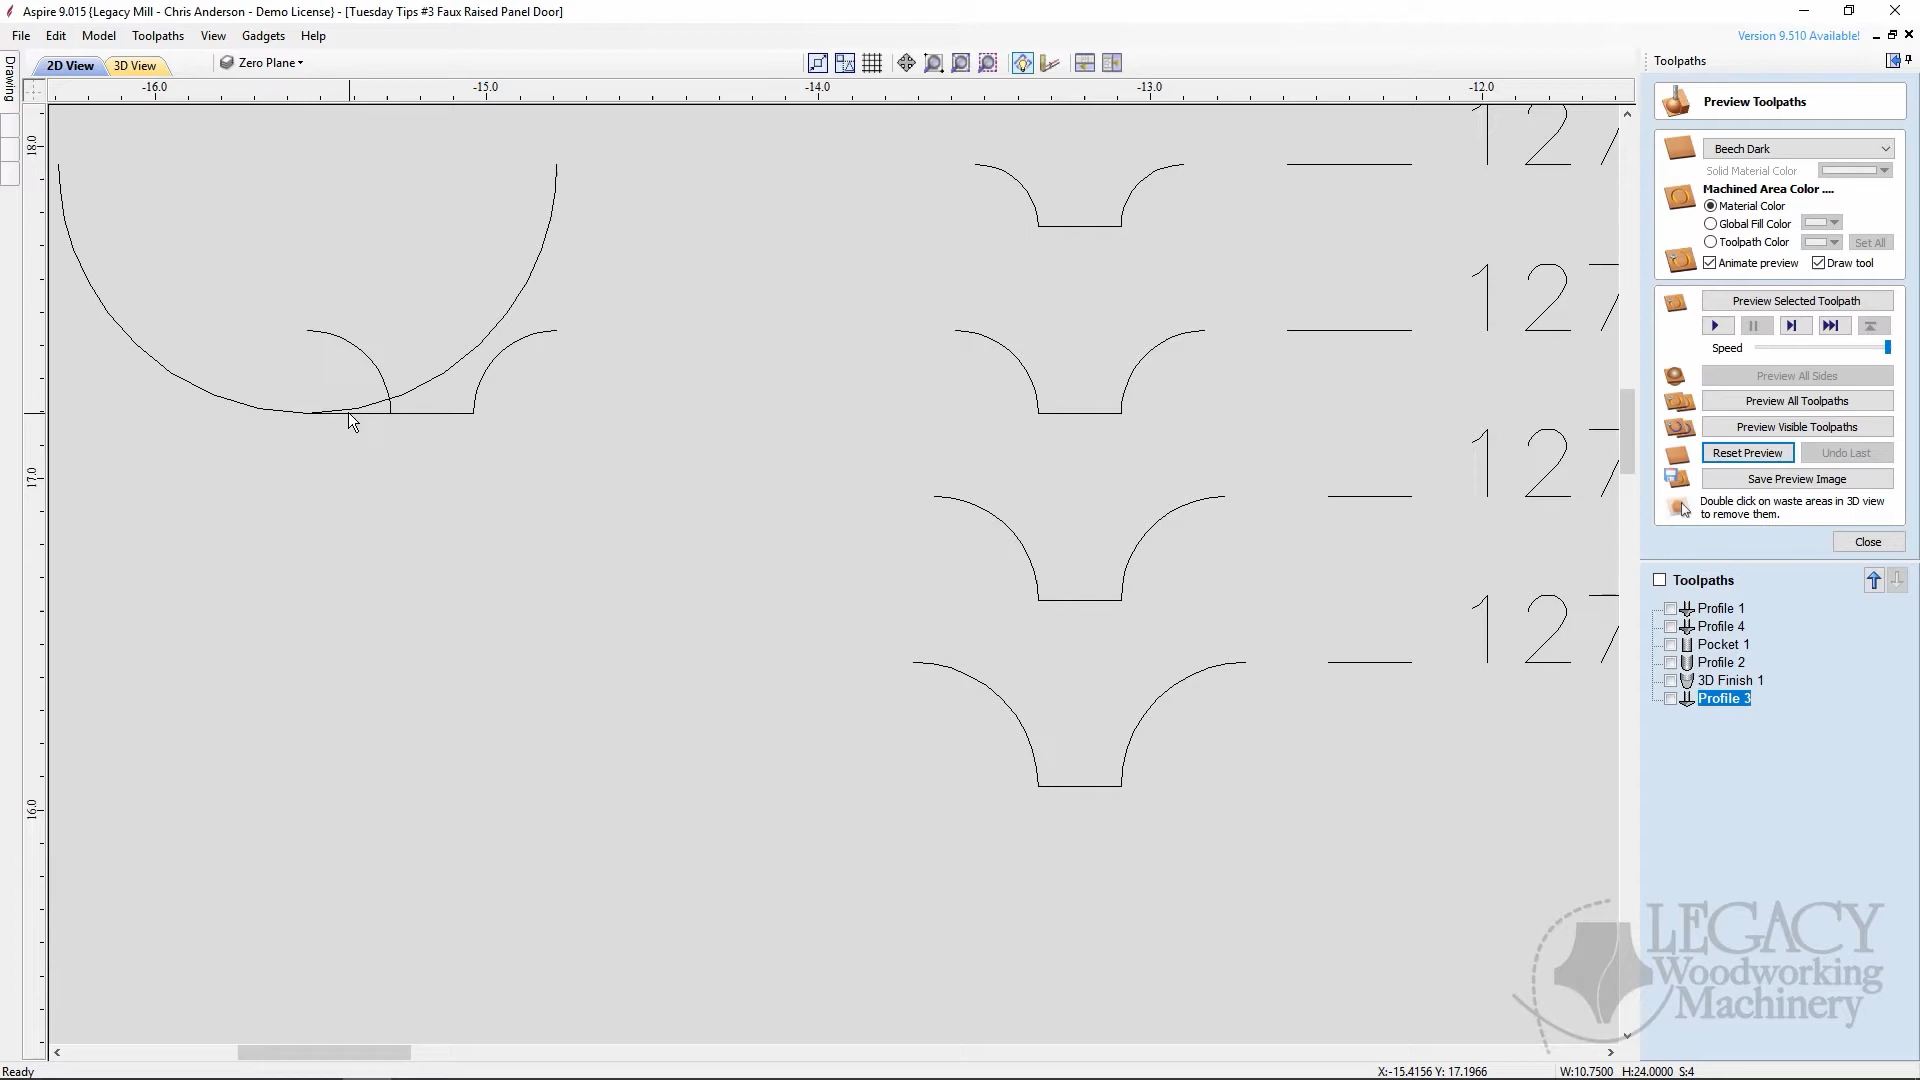 Aspire 9.015 {Legacy Mill - Chris Anderson - Demo License} - [Tuesday Tips #3 Faux Raised Panel Door]
File Edit Model Toolpaths View Gadgets Help
Version 9.510 Available!
Drawing
2D View 3D View Zero Plane
Toolpaths
-16.0 -15.0 -14.0 -13.0 -12.0
18.0
17.0
16.0
127
127
127
127
Preview Toolpaths
Beech Dark
Solid Material Color
Machined Area Color ....
Material Color
Global Fill Color
Toolpath Color Set All
Animate preview Draw tool
Preview Selected Toolpath
Speed
Preview All Sides
Preview All Toolpaths
Preview Visible Toolpaths
Reset Preview Undo Last
Save Preview Image
Double click on waste areas in 3D view
to remove them.
Close
Toolpaths
Profile 1
Profile 4
Pocket 1
Profile 2
3D Finish 1
Profile 3
LEGACY
Woodworking
Machinery
Ready
X:-15.4156 Y: 17.1966 W:10.7500 H:24.0000 S:4